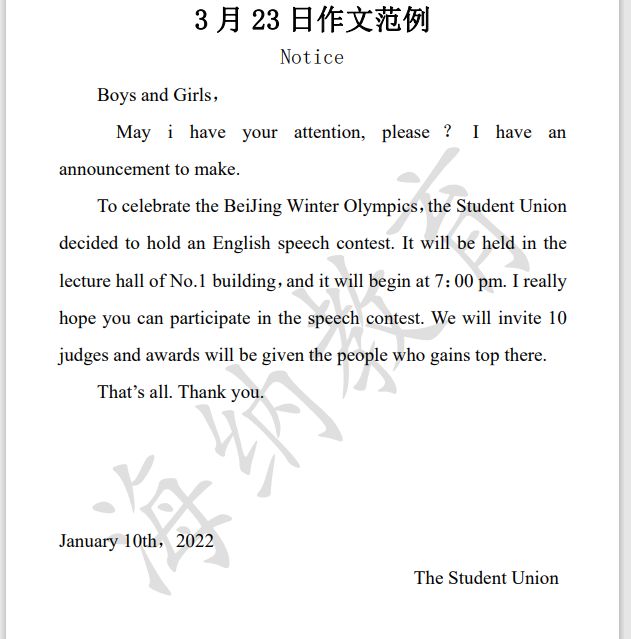 3 月 23 日作文范例
Notice
Boys and Girls，
May i have your attention, please ？ I have an
announcement to make.
To celebrate the BeiJing Winter Olympics，the Student Union
decided to hold an English speech contest. It will be held in the
lecture hall of No.1 building，and it will begin at 7：00 pm. I really
hope you can participate in the speech contest. We will invite 10
judges and awards will be given the people who gains top there.
That’s all. Thank you.
January 10th，2022
The Student Union
海纳教育